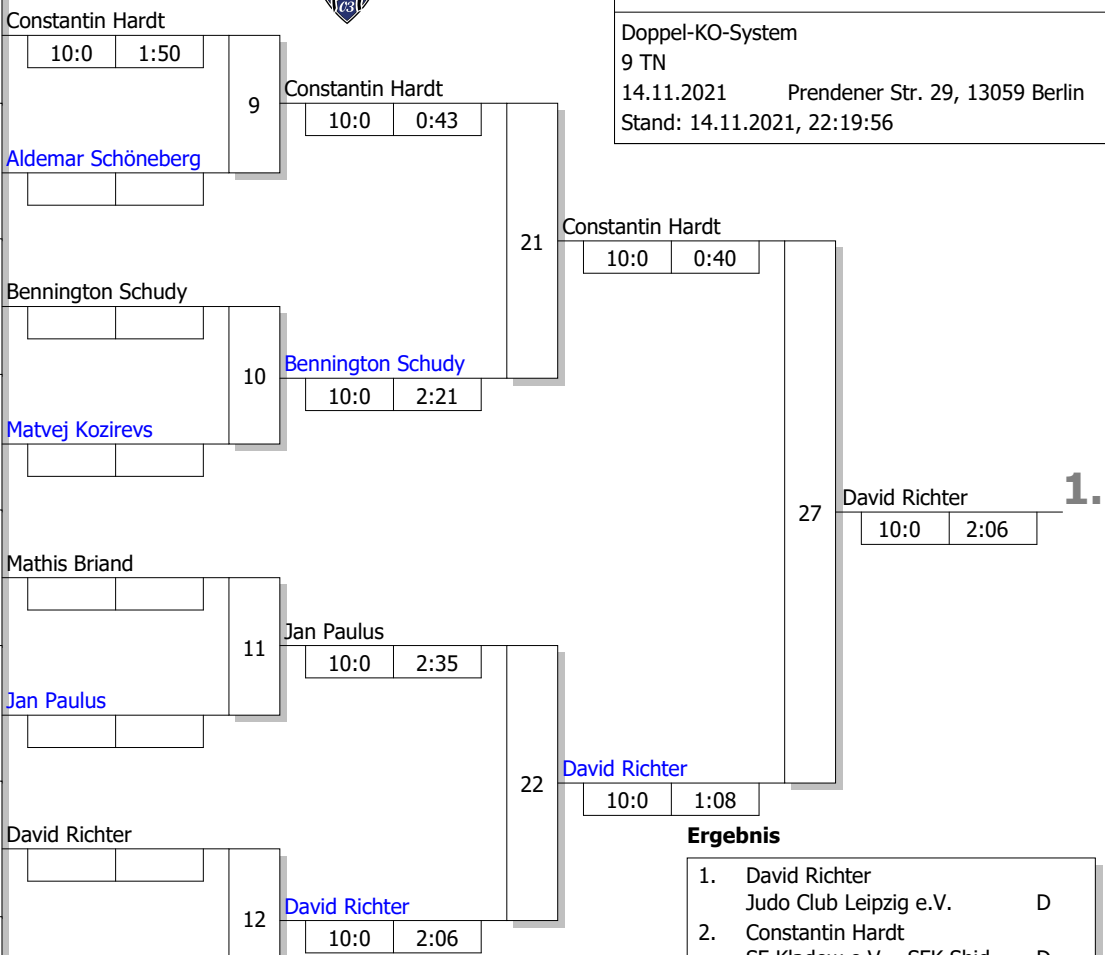 Constantin Hardt
10:0 1:50
9
Aldemar Schöneberg
Constantin Hardt
10:0 0:43
Doppel-KO-System
9 TN
14.11.2021 Prendener Str. 29, 13059 Berlin
Stand: 14.11.2021, 22:19:56
21
Constantin Hardt
10:0 0:40
Bennington Schudy
10
Bennington Schudy
10:0 2:21
Matvej Kozirevs
27
David Richter
1.
10:0 2:06
Mathis Briand
11
Jan Paulus
10:0 2:35
Jan Paulus
22
David Richter
10:0 1:08
David Richter
12
David Richter
10:0 2:06
Ergebnis
1. David Richter
Judo Club Leipzig e.V. D
2. Constantin Hardt